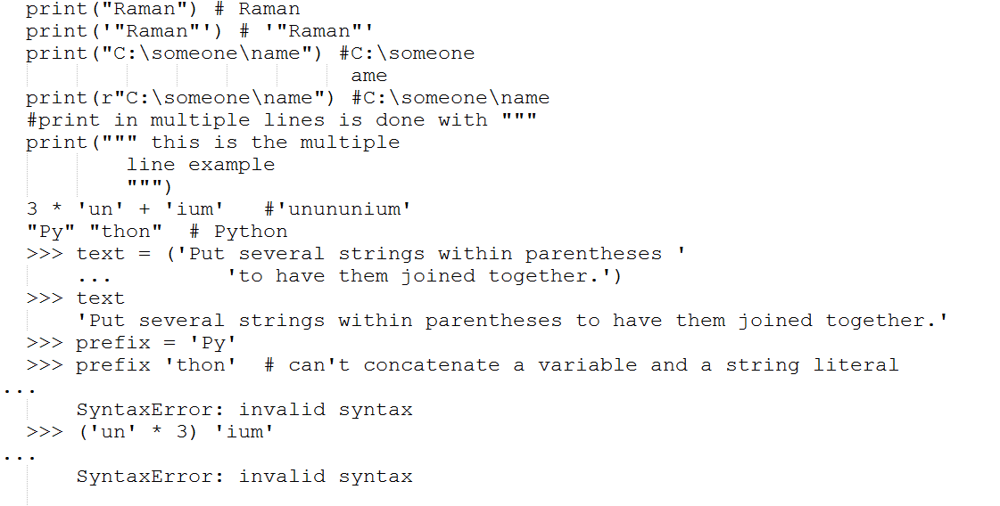 print("Raman") # Raman
print('"Raman"') # '"Raman"'
print("C:\someone\name") #C:\someone
ame
print(r"C:\someone\name") #C:\someone\name
#print in multiple lines is done with """
print(""" this is the multiple
line example
""")
3 * 'un' + 'ium'   #'unununium'
"Py" "thon"  # Python
>>> text = ('Put several strings within parentheses '
...         'to have them joined together.')
>>> text
'Put several strings within parentheses to have them joined together.'
>>> prefix = 'Py'
>>> prefix 'thon'  # can't concatenate a variable and a string literal
...
SyntaxError: invalid syntax
>>> ('un' * 3) 'ium'
...
SyntaxError: invalid syntax